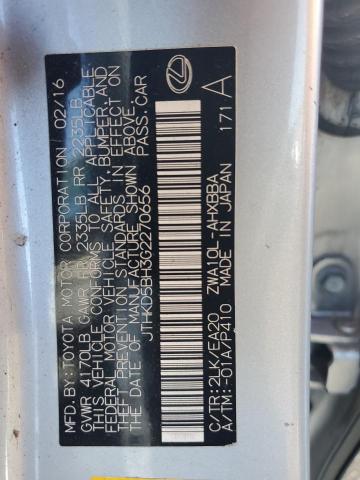 MFD.BY:TOYOTA MOTOR CORPORATION 02/16
GVWR 4170LB GAWR FR 2335LB RR 2235LB
THIS VEHICLE CONFORMS TO ALL APPLICABLE
FEDERAL MOTOR VEHICLE SAFETY, BUMPER, AND
THEFT PREVENTION STANDARDS IN EFFECT ON
THE DATE OF MANUFACTURE SHOWN ABOVE.
JTHKD5BH3G2270656 PASS.CAR
C/TR:2LK/EA20 ZWA10L-AHXBBA
A/TM:-01A/P410 MADE IN JAPAN 171 A